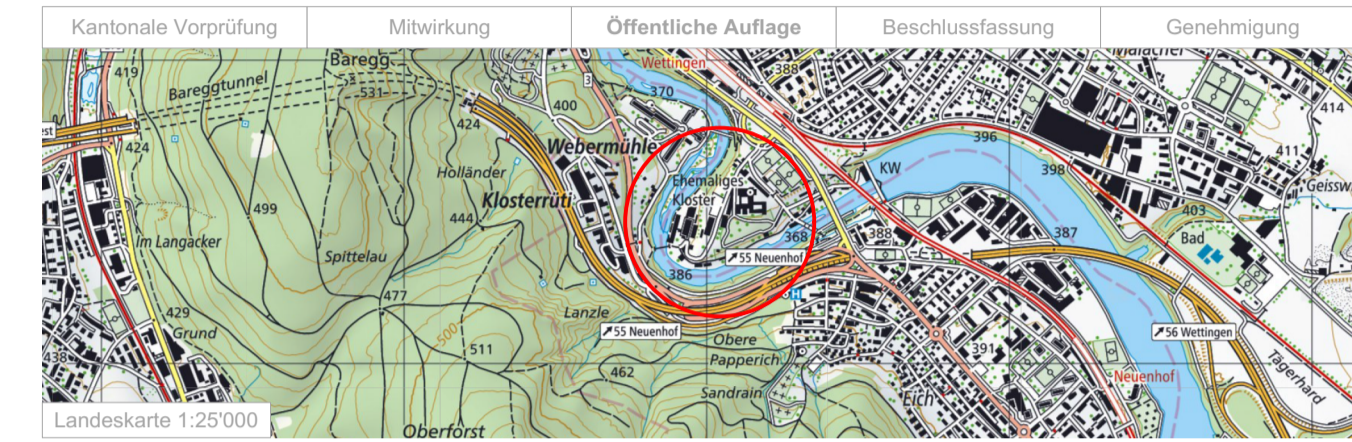 Kantonale Vorprüfung
Mitwirkung
Öffentliche Auflage
Beschlussfassung
Genehmigung
Baregg
Wettingen
388
419
Bareggtunnel
531
3
370
400
414
424
424
Webermühle
396
411
KW
398
Holländer
Ehemaliges
Kloster
Geissw
499
Klosterrüti
444
403
Im Langacker
368
388
387
Bad
Spittelau
55 Neuenhof
386
477
429
Lanzle
H
Grund
500
55 Neuenhof
Obere
Papperich
56 Wettingen
438
511
391
462
Tägerhard
Sandrain
Neuenhof
Eich
Landeskarte 1:25'000
Oberforst